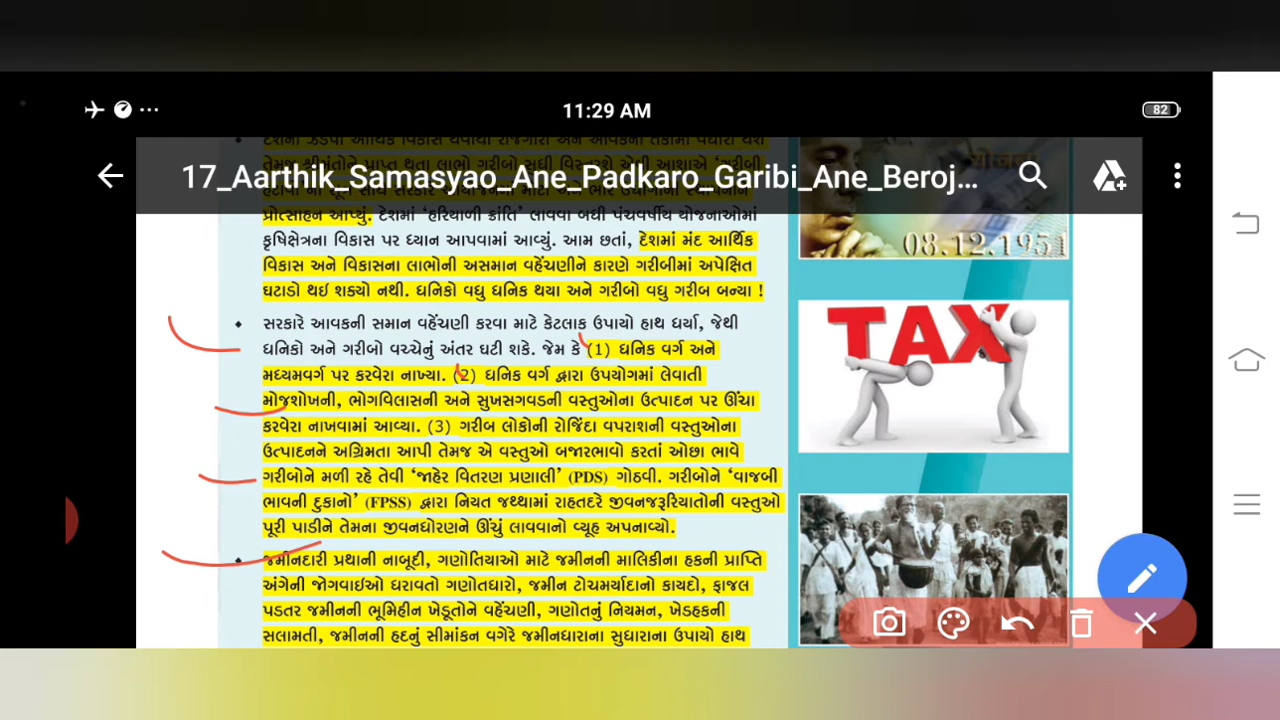 11:29 AM
82
17_Aarthik_Samasyao_Ane_Padkaro_Garibi_Ane_Beroj...
પ્રોત્સાહન આપ્યું. દેશમાં 'હરિયાળી ક્રાંતિ' લાવવા બધી પંચવર્ષીય યોજનાઓમાં
કૃષિક્ષેત્રના વિકાસ પર ધ્યાન આપવામાં આવ્યું. આમ છતાં, દેશમાં મંદ આર્થિક
વિકાસ અને વિકાસના લાભોની અસમાન વહેંચણીને કારણે ગરીબીમાં અપેક્ષિત
ઘટાડો થઈ શક્યો નથી. ધનિકો વધુ ધનિક થયા અને ગરીબો વધુ ગરીબ બન્યા !
સરકારે આવકની સમાન વહેંચણી કરવા માટે કેટલાક ઉપાયો હાથ ધર્યા, જેથી
ધનિકો અને ગરીબો વચ્ચેનું અંતર ઘટી શકે. જેમ કે (1) ધનિક વર્ગ અને
મધ્યમવર્ગ પર કરવેરા નાખ્યા. (2) ધનિક વર્ગ દ્વારા ઉપયોગમાં લેવાતી
મોજશોખની, ભોગવિલાસની અને સુખસગવડની વસ્તુઓના ઉત્પાદન પર ઊંચા
કરવેરા નાખવામાં આવ્યા. (3) ગરીબ લોકોની રોજિંદા વપરાશની વસ્તુઓના
ઉત્પાદનને અગ્રિમતા આપી તેમજ એ વસ્તુઓ બજારભાવો કરતાં ઓછા ભાવે
ગરીબોને મળી રહે તેવી 'જાહેર વિતરણ પ્રણાલી' (PDS) ગોઠવી. ગરીબોને 'વાજબી
ભાવની દુકાનો' (FPSS) દ્વારા નિયત જથ્થામાં રાહતદરે જીવનજરૂરિયાતોની વસ્તુઓ
પૂરી પાડીને તેમના જીવનધોરણને ઊંચું લાવવાનો વ્યૂહ અપનાવ્યો.
જમીનદારી પ્રથાની નાબૂદી, ગણોતિયાઓ માટે જમીનની માલિકીના હકની પ્રાપ્તિ
અંગેની જોગવાઇઓ ધરાવતો ગણોતધારો, જમીન ટોચમર્યાદાનો કાયદો, ફાજલ
પડતર જમીનની ભૂમિહીન ખેડૂતોને વહેંચણી, ગણોતનું નિયમન, ખેડહકની
સલામતી, જમીનની હદનું સીમાંકન વગેરે જમીનધારાના સુધારાના ઉપાયો હાથ
08.12.1951
TAX